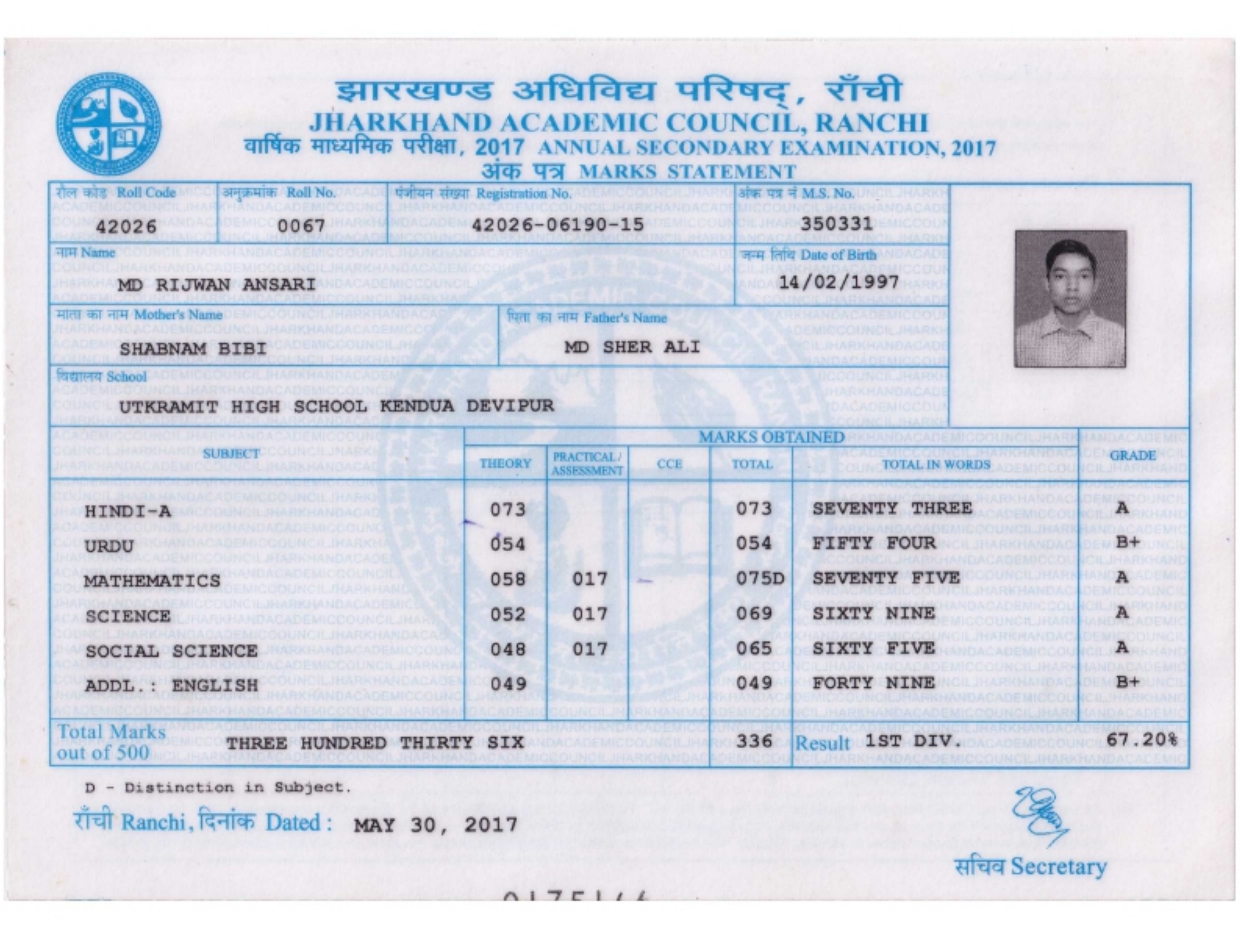 झारखण्ड अधिविद्य परिषद्, राँची
JHARKHAND ACADEMIC COUNCIL, RANCHI
वार्षिक माध्यमिक परीक्षा, 2017 ANNUAL SECONDARY EXAMINATION, 2017
अंक पत्र MARKS STATEMENT
रोल कोड Roll Code अनुक्रमांक Roll No. पंजीयन संख्या Registration No. अंक पत्र नं M.S. No.
42026 0067 42026-06190-15 350331
नाम Name जन्म तिथि Date of Birth
MD RIJWAN ANSARI 14/02/1997
माता का नाम Mother's Name पिता का नाम Father's Name
SHABNAM BIBI MD SHER ALI
विद्यालय School
UTKRAMIT HIGH SCHOOL KENDUA DEVIPUR
SUBJECT MARKS OBTAINED GRADE
THEORY PRACTICAL/ ASSESSMENT CCE TOTAL TOTAL IN WORDS
HINDI-A 073 073 SEVENTY THREE A
URDU 054 054 FIFTY FOUR B+
MATHEMATICS 058 017 075D SEVENTY FIVE A
SCIENCE 052 017 069 SIXTY NINE A
SOCIAL SCIENCE 048 017 065 SIXTY FIVE A
ADDL.: ENGLISH 049 049 FORTY NINE B+
Total Marks out of 500 THREE HUNDRED THIRTY SIX 336 Result 1ST DIV. 67.20%
D - Distinction in Subject.
राँची Ranchi, दिनांक Dated : MAY 30, 2017
सचिव Secretary